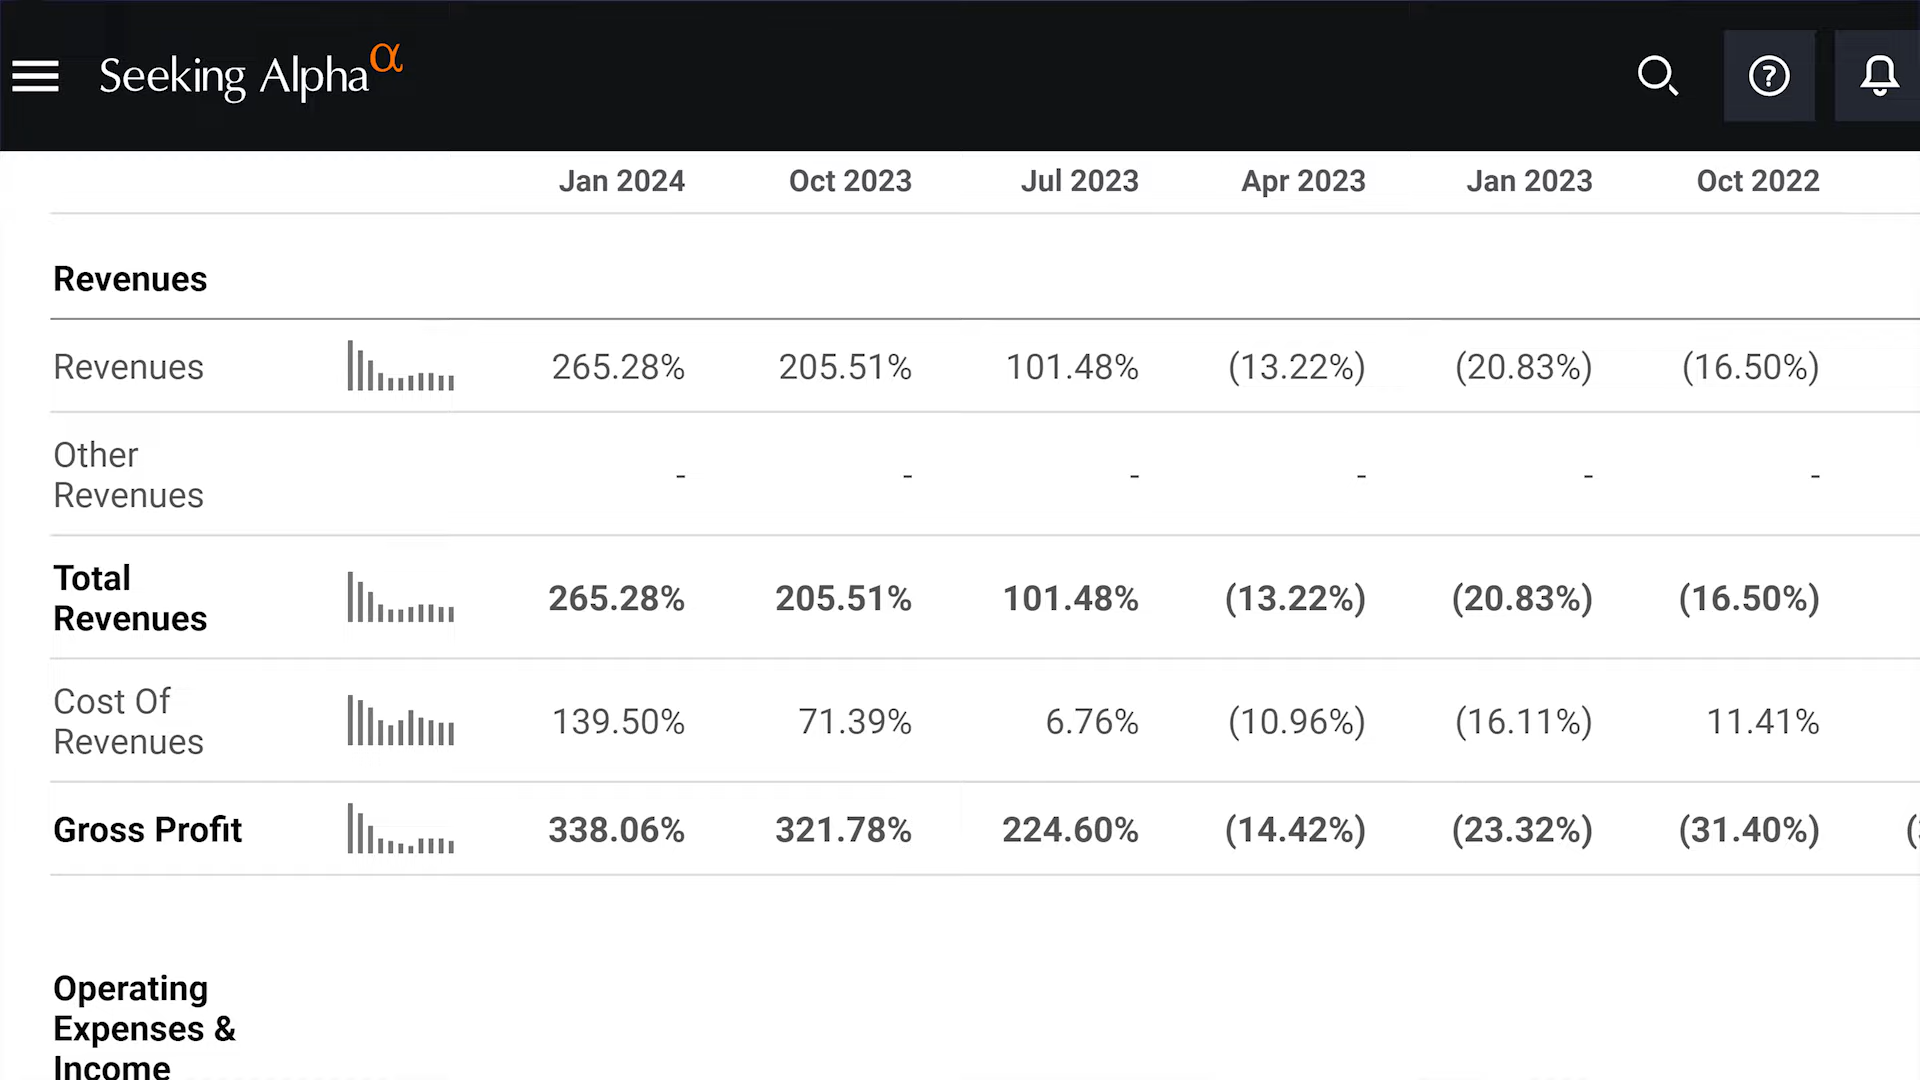 Seeking Alpha α
Jan 2024 Oct 2023 Jul 2023 Apr 2023 Jan 2023 Oct 2022
Revenues
Revenues 265.28% 205.51% 101.48% (13.22%) (20.83%) (16.50%)
Other
Revenues - - - - - -
Total
Revenues 265.28% 205.51% 101.48% (13.22%) (20.83%) (16.50%)
Cost Of
Revenues 139.50% 71.39% 6.76% (10.96%) (16.11%) 11.41%
Gross Profit 338.06% 321.78% 224.60% (14.42%) (23.32%) (31.40%)
Operating
Expenses &
Income